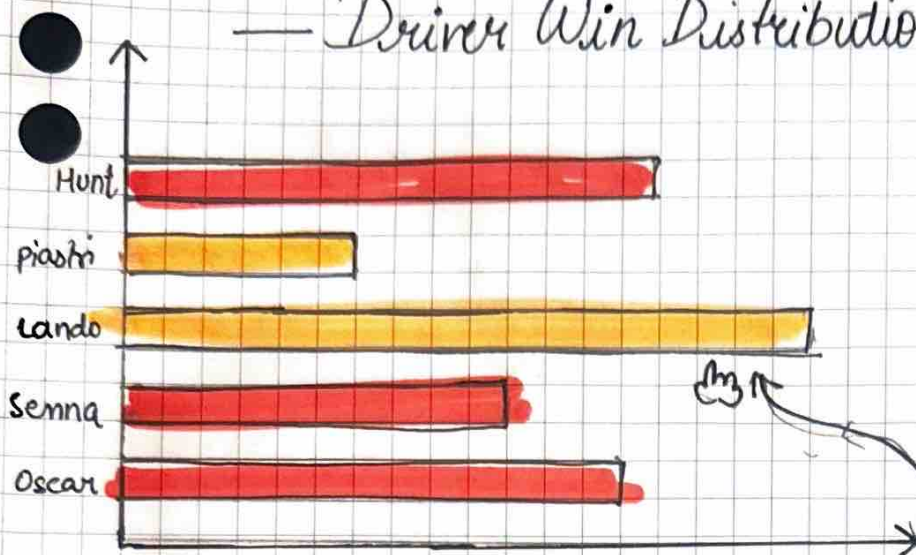 — Driver Win Distributio
Hunt
piastri
Lando
Senna
Oscar